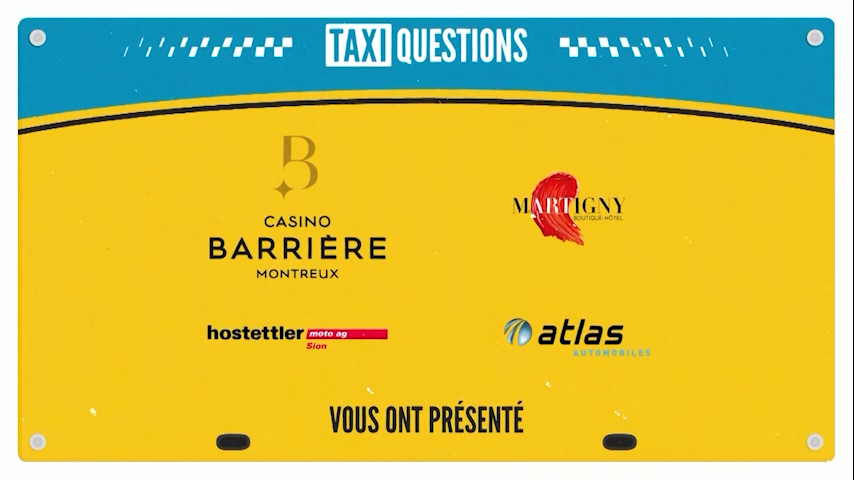 TAXI QUESTIONS
B
CASINO
BARRIÈRE
MONTREUX
MARTIGNY
BOUTIQUE HÔTEL
hostettler moto ag
Sion
atlas
AUTOMOBILES
VOUS ONT PRÉSENTÉ